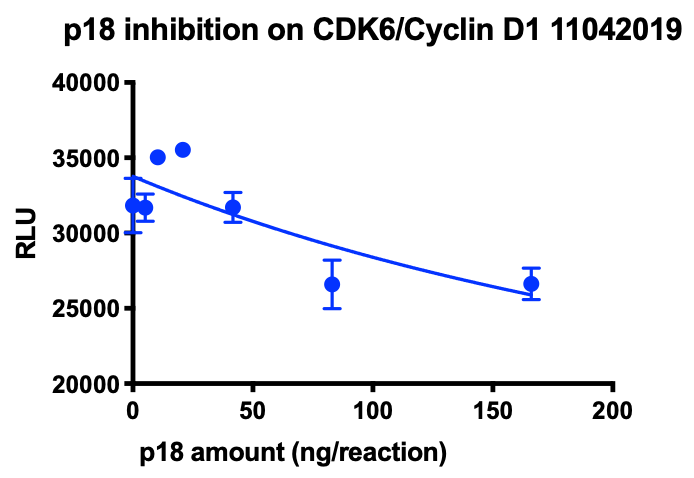 p18 inhibition on CDK6/Cyclin D1 11042019
40000
35000
30000
25000
20000
RLU
0 50 100 150 200
p18 amount (ng/reaction)